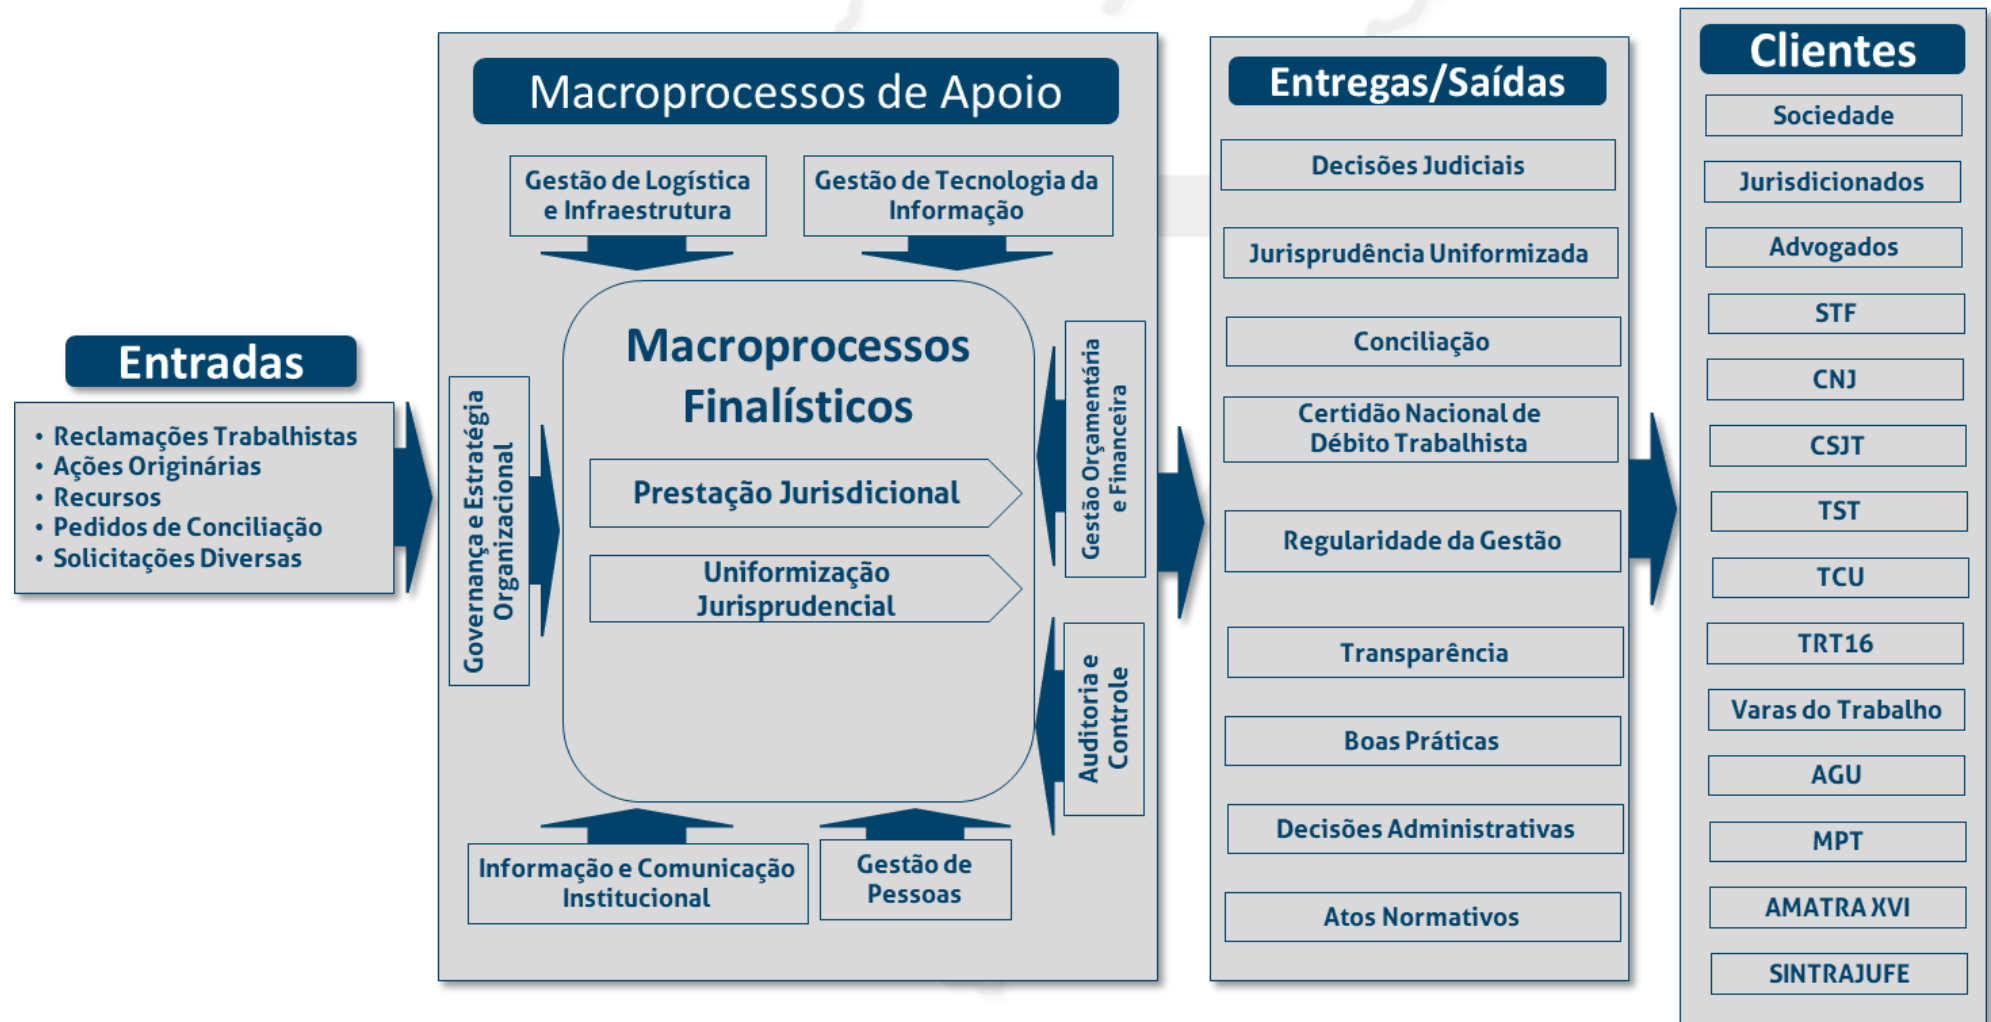 Entradas
• Reclamações Trabalhistas
• Ações Originárias
• Recursos
• Pedidos de Conciliação
• Solicitações Diversas
Macroprocessos de Apoio
Gestão de Logística
e Infraestrutura
Gestão de Tecnologia da
Informação
Governança e Estratégia
Organizacional
Macroprocessos
Finalísticos
Prestação Jurisdicional
Uniformização
Jurisprudencial
Gestão Orçamentária
e Financeira
Auditoria e
Controle
Informação e Comunicação
Institucional
Gestão de
Pessoas
Entregas/Saídas
Decisões Judiciais
Jurisprudência Uniformizada
Conciliação
Certidão Nacional de
Débito Trabalhista
Regularidade da Gestão
Transparência
Boas Práticas
Decisões Administrativas
Atos Normativos
Clientes
Sociedade
Jurisdicionados
Advogados
STF
CNJ
CSJT
TST
TCU
TRT16
Varas do Trabalho
AGU
MPT
AMATRA XVI
SINTRAJUFE